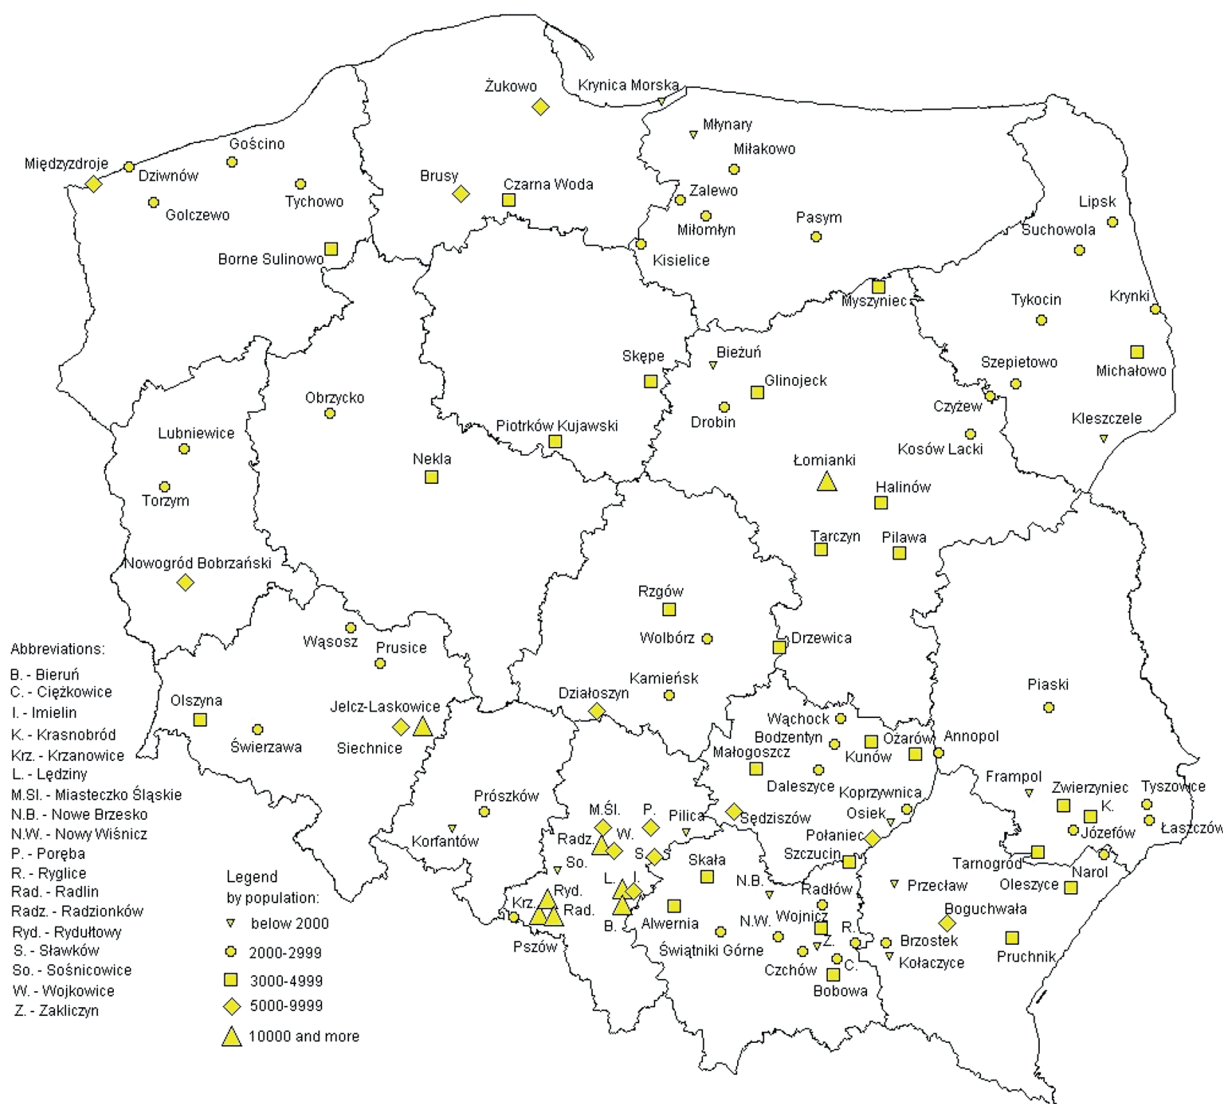 Krynica Morska
Żukowo
Młynary
Gościno
Miłakowo
Międzyzdroje
Dziwnów
Brusy
Czarna Woda
Zalewo
Tychowo
Golczewo
Lipsk
Pasym
Miłomłyn
Suchowola
Borne Sulinowo
Kisielice
Myszyniec
Tykocin
Krynki
Bieżuń
Skępe
Szepietowo
Michałowo
Glinojeck
Obrzycko
Czyżew
Drobin
Kleszczele
Piotrków Kujawski
Lubniewice
Kosów Lacki
Nekla
Łomianki
Halinów
Torzym
Tarczyn
Pilawa
Nowogród Bobrzański
Rzgów
Wolbórz
Drzewica
Wąsosz
Prusice
Kamieńsk
Piaski
Działoszyn
Olszyna
Jelcz-Laskowice
Wąchock
Annopol
Bodzentyn
Ożarów
Świerzawa
Siechnice
Małogoszcz
Kunów
Frampol
Daleszyce
Zwierzyniec
Tyszowce
Koprzywnica
K.
Prószków
M.Śl.
P.
Pilica
Osiek
Sędziszów
Józefów
Łaszczów
Korfantów
Radz.
W.
Połaniec
S.
Szczucin
Tarnogród
Narol
So.
Skała
Oleszyce
L.
I.
N.B.
Radłów
Przecław
Krz.
Ryd.
Rad.
Boguchwała
B.
Alwernia
N.W.
Wojnicz
R.
Pszów
Świątniki Górne
Z.
Brzostek
Pruchnik
Czchów
C.
Kołaczyce
Bobowa
Abbreviations:
B. - Bieruń
C. - Ciężkowice
I. - Imielin
K. - Krasnobród
Krz. - Krzanowice
L. - Lędziny
M.Sl. - Miasteczko Śląskie
N.B. - Nowe Brzesko
N.W. - Nowy Wiśnicz
P. - Poręba
R. - Ryglice
Rad. - Radlin
Radz. - Radzionków
Ryd. - Rydułtowy
S. - Sławków
So. - Sośnicowice
W. - Wojkowice
Z. - Zakliczyn
Legend
by population:
below 2000
2000-2999
3000-4999
5000-9999
10000 and more